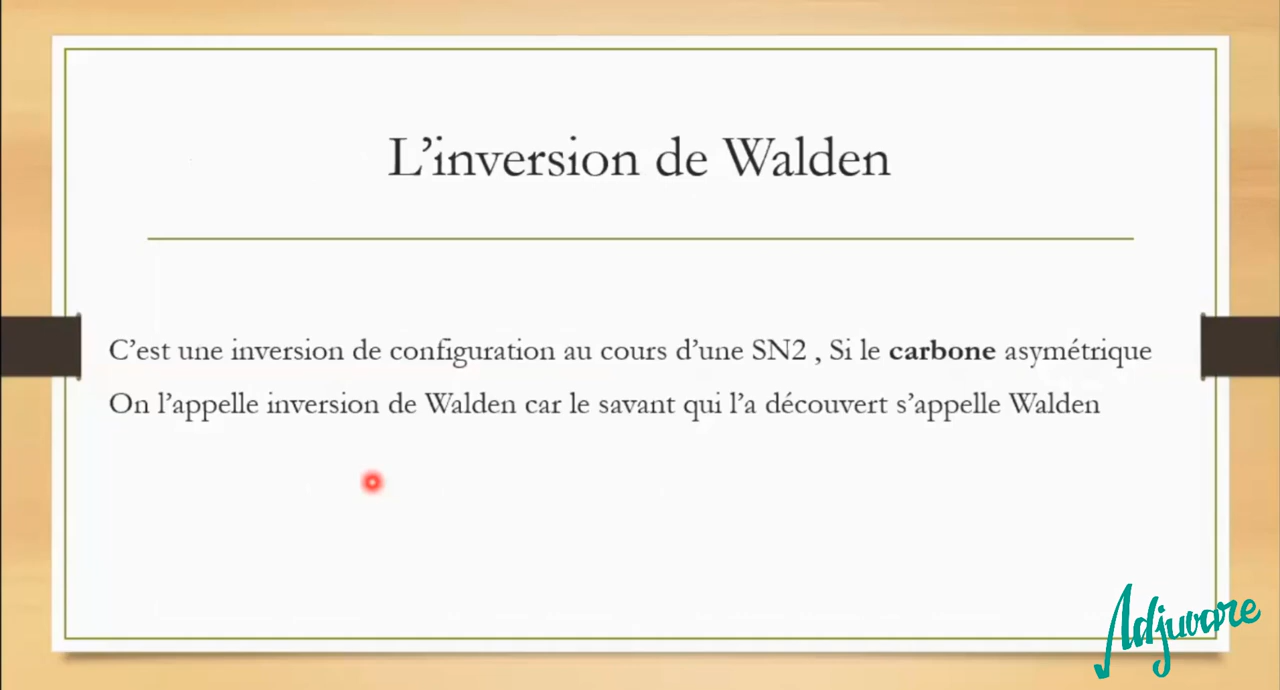 L’inversion de Walden
C’est une inversion de configuration au cours d’une SN2 , Si le carbone asymétrique
On l’appelle inversion de Walden car le savant qui l’a découvert s’appelle Walden
Adjuvare